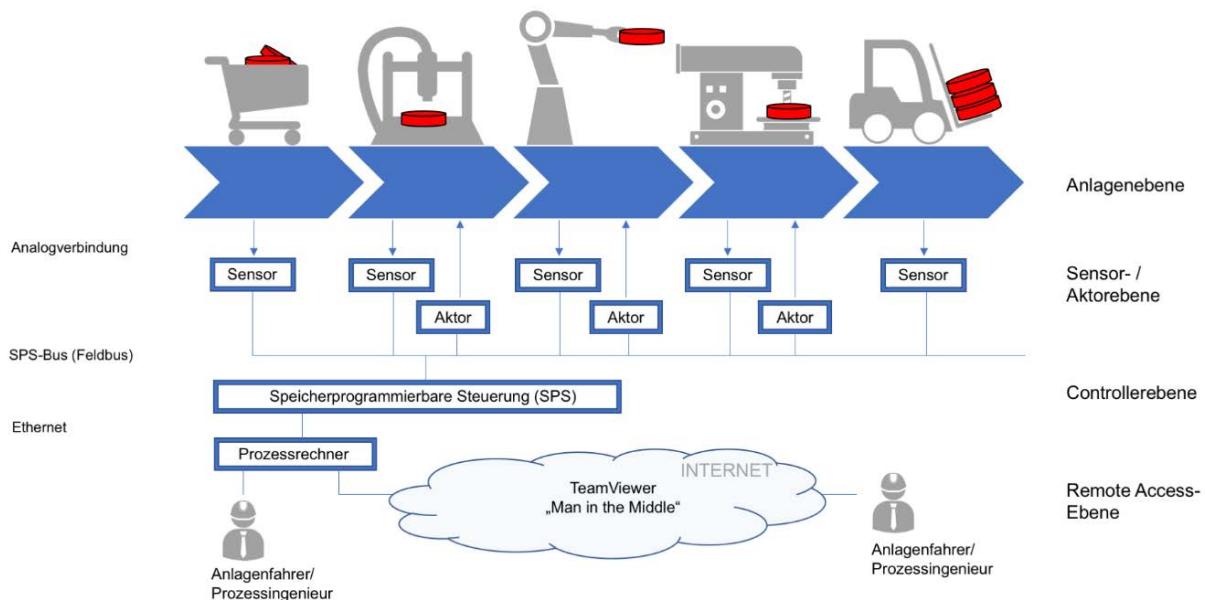 Anlagenebene
Analogverbindung
Sensor
Sensor
Sensor
Sensor
Sensor
Sensor- /
Aktorebene
Aktor
Aktor
Aktor
SPS-Bus (Feldbus)
Speicherprogrammierbare Steuerung (SPS)
Controllerebene
Ethernet
Prozessrechner
INTERNET
TeamViewer
„Man in the Middle“
Remote Access-
Ebene
Anlagenfahrer/
Prozessingenieur
Anlagenfahrer/
Prozessingenieur